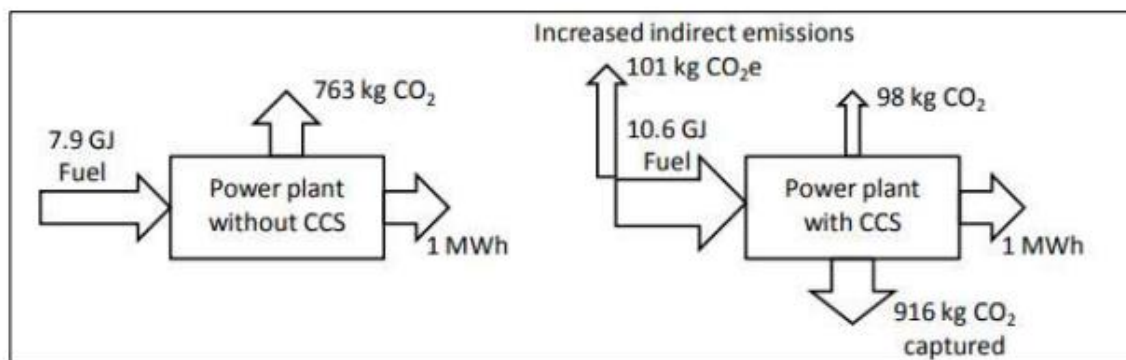 7.9 GJ
Fuel
763 kg CO₂
Power plant
without CCS
1 MWh
Increased indirect emissions
101 kg CO₂e
10.6 GJ
Fuel
98 kg CO₂
Power plant
with CCS
1 MWh
916 kg CO₂
captured